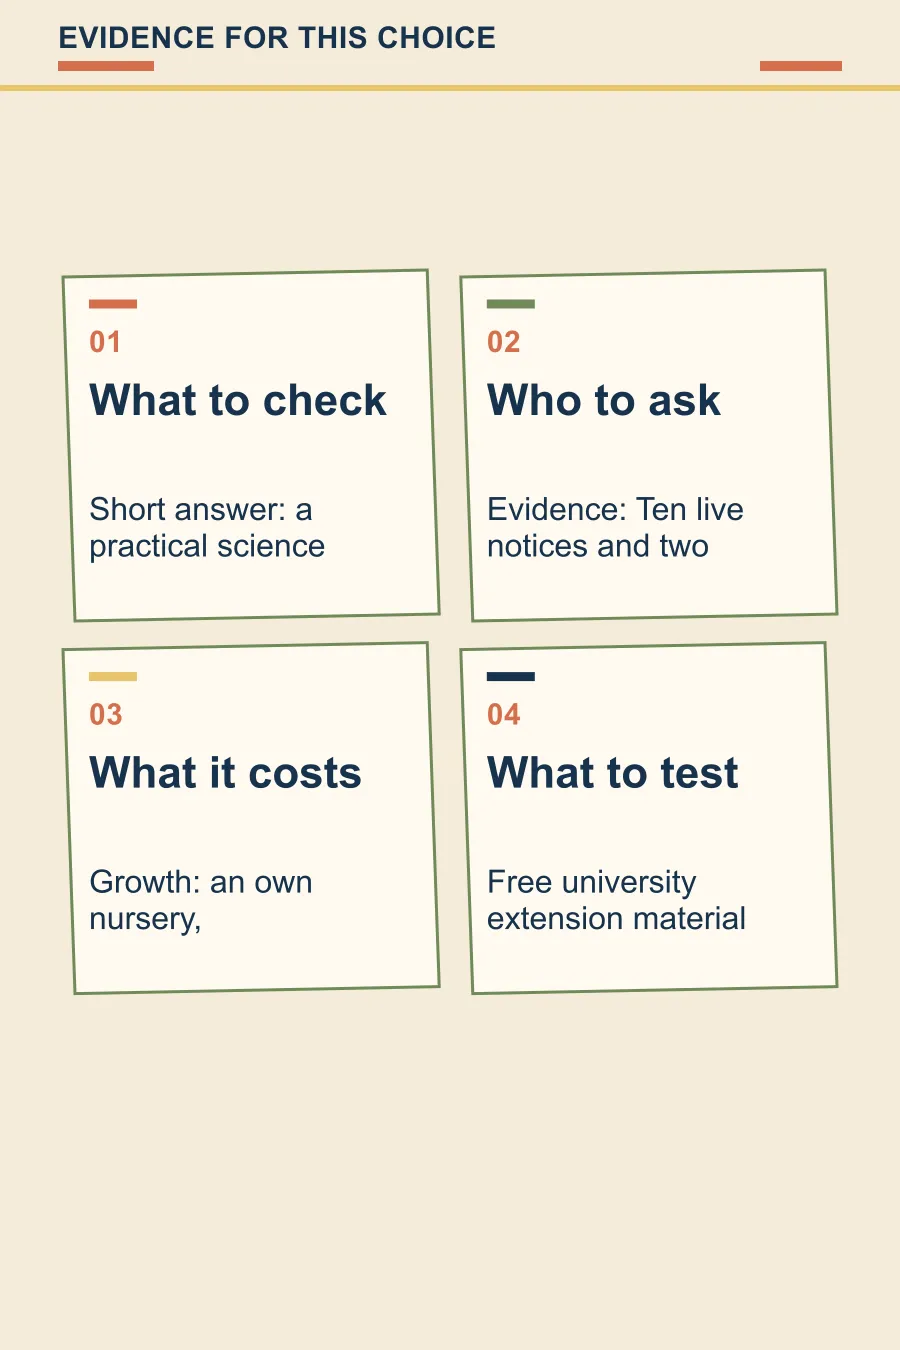 EVIDENCE FOR THIS CHOICE
01
What to check
Short answer: a
practical science
02
Who to ask
Evidence: Ten live
notices and two
03
What it costs
Growth: an own
nursery,
04
What to test
Free university
extension material